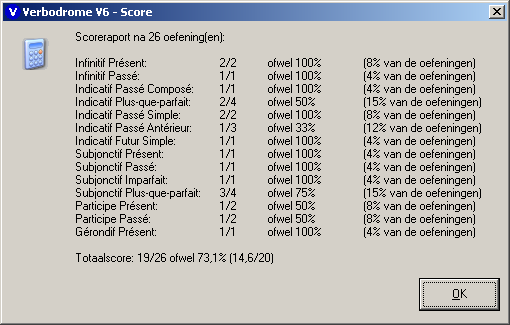 Verbodrome V6 - Score
Scoreraport na 26 oefening(en):
Infinitif Présent: 2/2 ofwel 100% (8% van de oefeningen)
Infinitif Passé: 1/1 ofwel 100% (4% van de oefeningen)
Indicatif Passé Composé: 1/1 ofwel 100% (4% van de oefeningen)
Indicatif Plus-que-parfait: 2/4 ofwel 50% (15% van de oefeningen)
Indicatif Passé Simple: 2/2 ofwel 100% (8% van de oefeningen)
Indicatif Passé Antérieur: 1/3 ofwel 33% (12% van de oefeningen)
Indicatif Futur Simple: 1/1 ofwel 100% (4% van de oefeningen)
Subjonctif Présent: 1/1 ofwel 100% (4% van de oefeningen)
Subjonctif Passé: 1/1 ofwel 100% (4% van de oefeningen)
Subjonctif Imparfait: 1/1 ofwel 100% (4% van de oefeningen)
Subjonctif Plus-que-parfait: 3/4 ofwel 75% (15% van de oefeningen)
Participe Présent: 1/2 ofwel 50% (8% van de oefeningen)
Participe Passé: 1/2 ofwel 50% (8% van de oefeningen)
Gérondif Présent: 1/1 ofwel 100% (4% van de oefeningen)
Totaalscore: 19/26 ofwel 73,1% (14,6/20)
OK